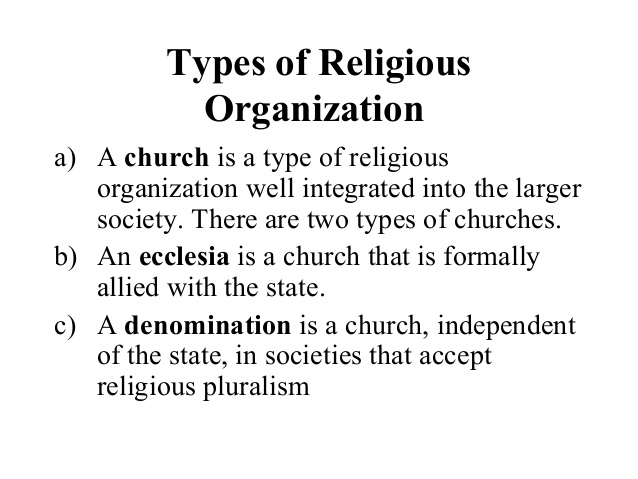 Types of Religious
Organization
a) A church is a type of religious
organization well integrated into the larger
society. There are two types of churches.
b) An ecclesia is a church that is formally
allied with the state.
c) A denomination is a church, independent
of the state, in societies that accept
religious pluralism